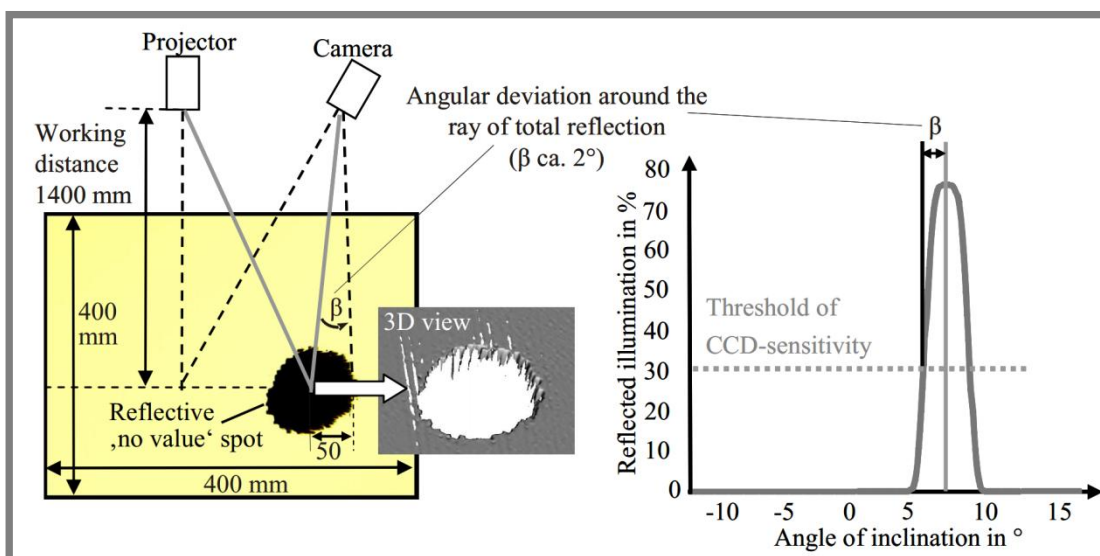 Projector
Camera
Working
distance
1400 mm
400
mm
Reflective
‚no value‘ spot
400 mm
50
β
3D view
Angular deviation around the
ray of total reflection
(β ca. 2°)
β
Reflected illumination in %
80
70
60
50
40
30
20
10
0
Threshold of
CCD-sensitivity
-10
-5
0
5
10
15
Angle of inclination in °